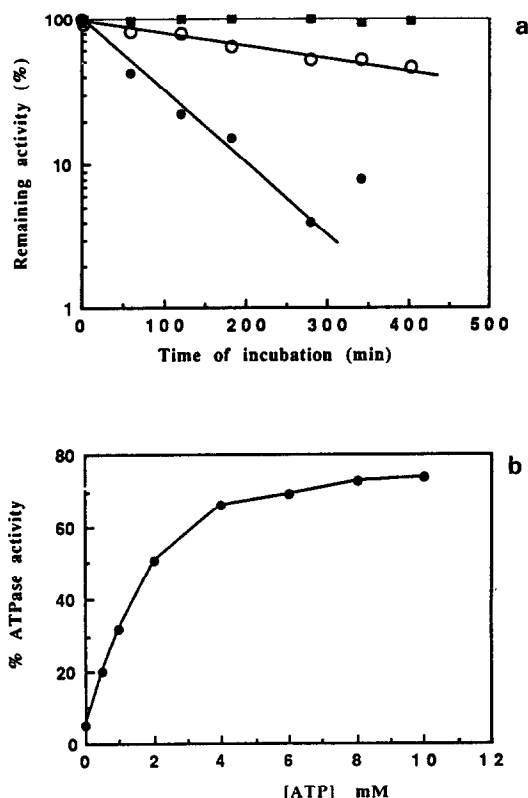 a
100
10
1
Remaining activity (%)
0 100 200 300 400 500
Time of incubation (min)
b
80
60
40
20
0
% ATPase activity
0 2 4 6 8 10 12
[ATP] mM